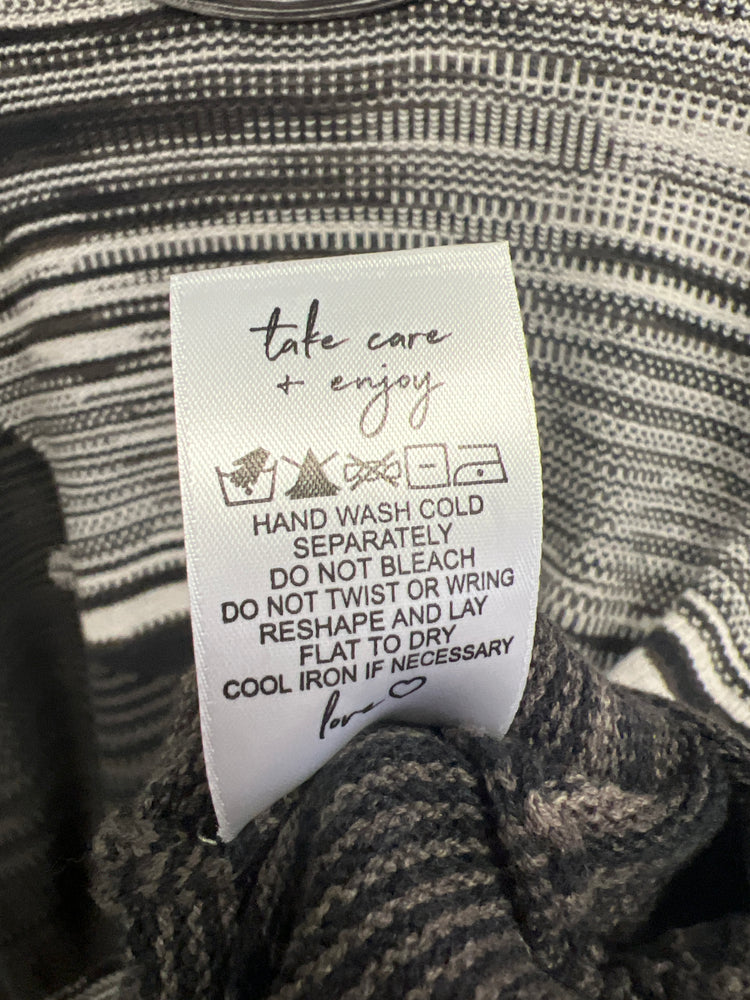 take care
+ enjoy
HAND WASH COLD
SEPARATELY
DO NOT BLEACH
DO NOT TWIST OR WRING
RESHAPE AND LAY
FLAT TO DRY
COOL IRON IF NECESSARY
love